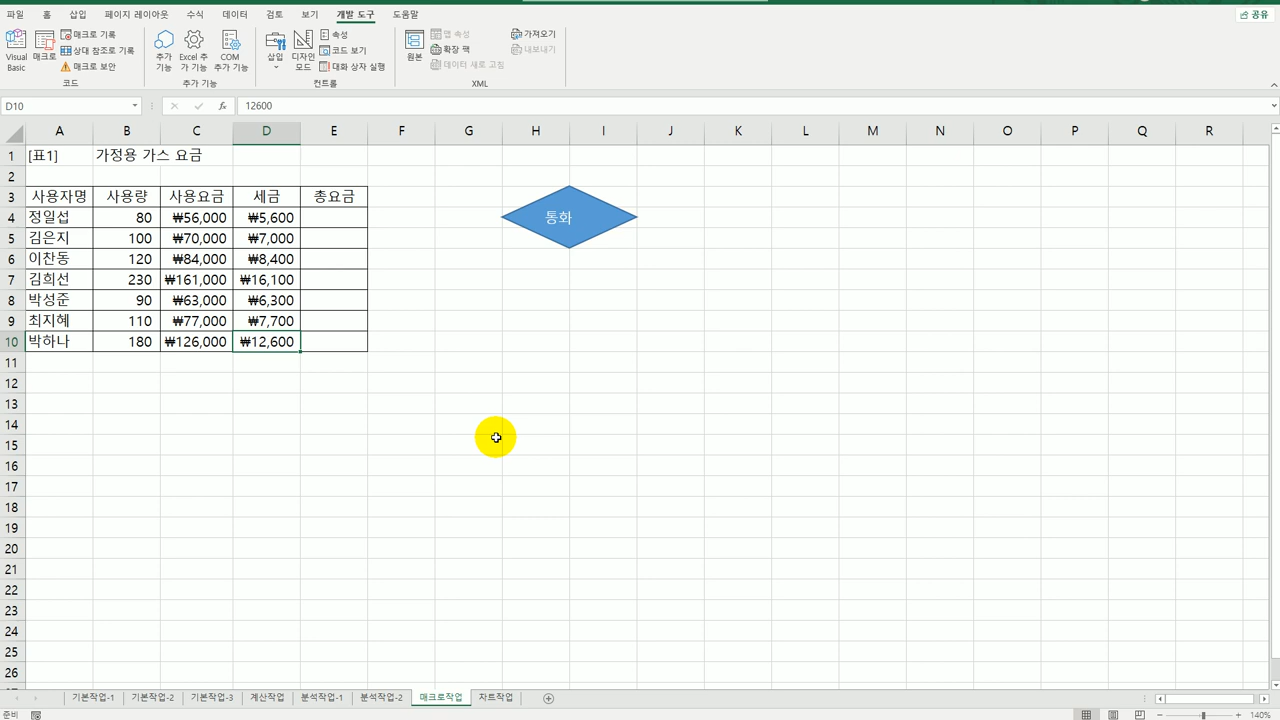 파일 홈 삽입 페이지 레이아웃 수식 데이터 검토 보기 개발 도구 도움말 공유
Visual Basic 매크로 매크로 기록 상대 참조로 기록 매크로 보안
추가 기능 Excel 추가 기능 COM 추가 기능
삽입 디자인 모드 속성 코드 보기 대화 상자 실행
원본 맵 속성 확장 팩 데이터 새로 고침 가져오기 내보내기
코드 추가 기능 컨트롤 XML
D10 fx 12600
A B C D E F G H I J K L M N O P Q R
1 [표1] 가정용 가스 요금
2
3 사용자명 사용량 사용요금 세금 총요금
4 정일섭 80 ₩56,000 ₩5,600 통화
5 김은지 100 ₩70,000 ₩7,000
6 이찬동 120 ₩84,000 ₩8,400
7 김희선 230 ₩161,000 ₩16,100
8 박성준 90 ₩63,000 ₩6,300
9 최지혜 110 ₩77,000 ₩7,700
10 박하나 180 ₩126,000 ₩12,600
11
12
13
14
15
16
17
18
19
20
21
22
23
24
25
26
기본작업-1 기본작업-2 기본작업-3 계산작업 분석작업-1 분석작업-2 매크로작업 차트작업
준비 140%